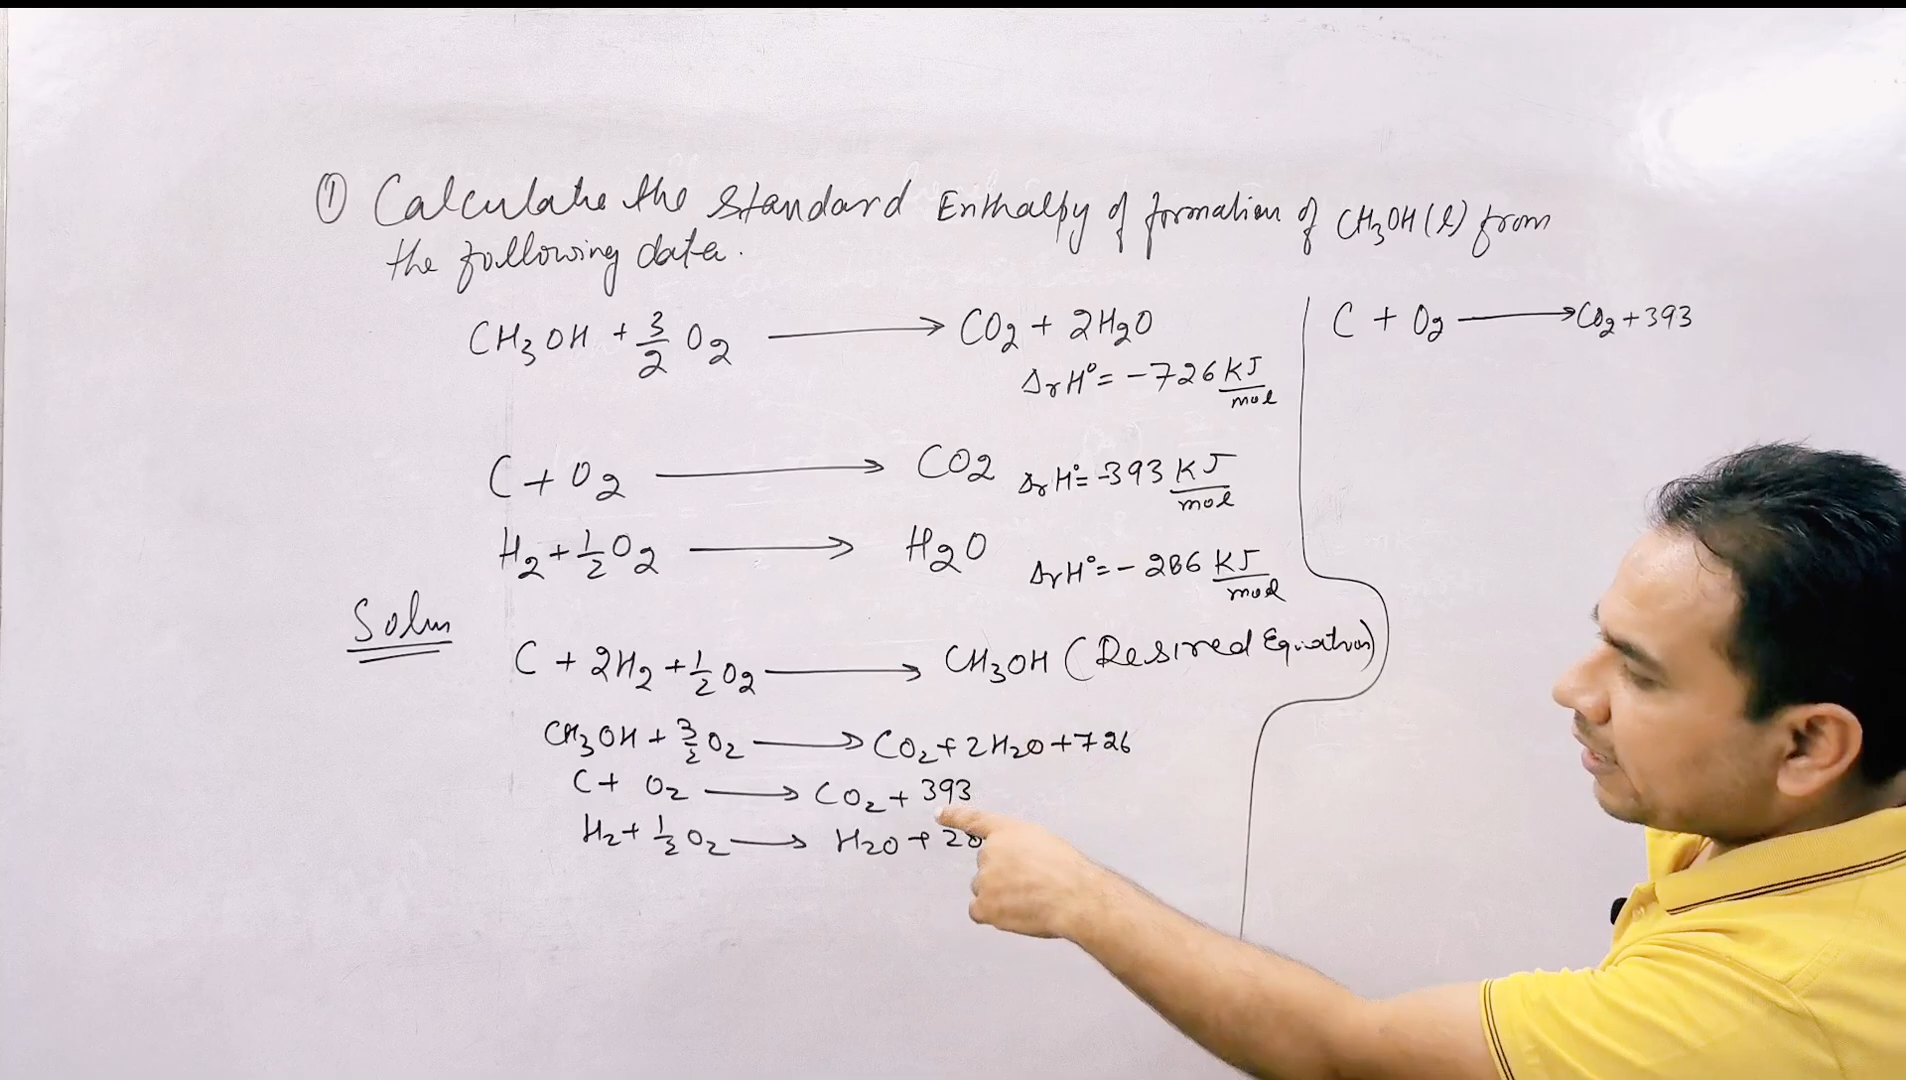 ① Calculate the standard Enthalpy of formation of CH₃OH(l) from
the following data.
CH₃OH + 3/2 O₂ ⟶ CO₂ + 2H₂O
ΔrH° = -726 KJ/mol
C + O₂ ⟶ CO2 ΔrH° = -393 KJ/mol
H₂ + 1/2 O₂ ⟶ H₂O ΔrH° = - 286 KJ/mol
Soln
C + 2H₂ + 1/2 O₂ ⟶ CH₃OH (Desired Equation)
CH₃OH + 3/2 O₂ ⟶ CO₂ + 2H₂O + 726
C + O₂ ⟶ CO₂ + 393
H₂ + 1/2 O₂ ⟶ H₂O + 2
C + O₂ ⟶ CO₂ + 393